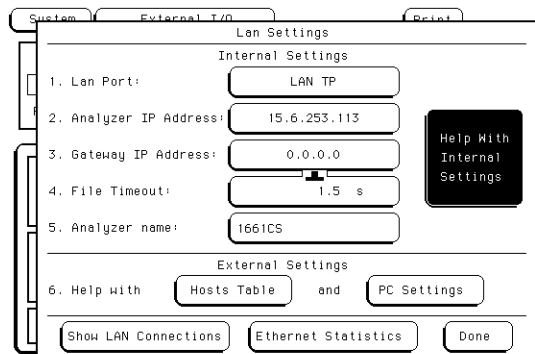 System External I/O Print
Lan Settings
Internal Settings
1. Lan Port: LAN TP
2. Analyzer IP Address: 15.6.253.113
3. Gateway IP Address: 0.0.0.0
4. File Timeout: 1.5 s
5. Analyzer name: 1661CS
Help With
Internal
Settings
External Settings
6. Help with Hosts Table and PC Settings
Show LAN Connections Ethernet Statistics Done